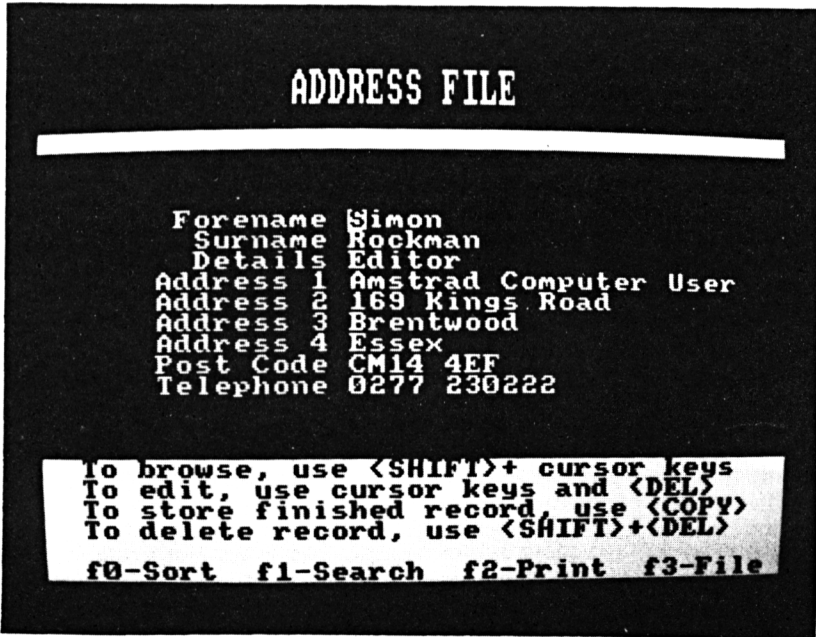 ADDRESS FILE
Forename Simon
Surname Rockman
Details Editor
Address 1 Amstrad Computer User
Address 2 169 Kings Road
Address 3 Brentwood
Address 4 Essex
Post Code CM14 4EF
Telephone 0277 230222
To browse, use <SHIFT>+ cursor keys
To edit, use cursor keys and <DEL>
To store finished record, use <COPY>
To delete record, use <SHIFT>+<DEL>
f0-Sort f1-Search f2-Print f3-File